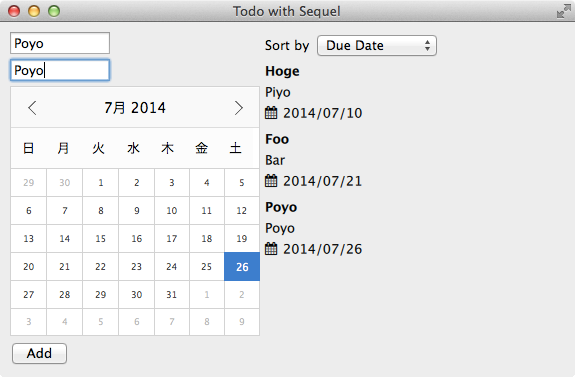 Todo with Sequel
Poyo
Poyo
7月 2014
日 月 火 水 木 金 土
29 30 1 2 3 4 5
6 7 8 9 10 11 12
13 14 15 16 17 18 19
20 21 22 23 24 25 26
27 28 29 30 31 1 2
3 4 5 6 7 8 9
Add
Sort by Due Date
Hoge
Piyo
2014/07/10
Foo
Bar
2014/07/21
Poyo
Poyo
2014/07/26